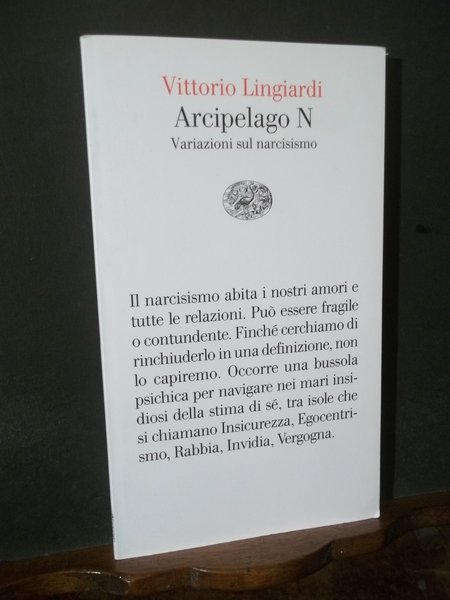 Vittorio Lingiardi
Arcipelago N
Variazioni sul narcisismo
Il narcisismo abita i nostri amori e
tutte le relazioni. Può essere fragile
o contundente. Finché cerchiamo di
rinchiuderlo in una definizione, non
lo capiremo. Occorre una bussola
psichica per navigare nei mari insi-
diosi della stima di sé, tra isole che
si chiamano Insicurezza, Egocentri-
smo, Rabbia, Invidia, Vergogna.